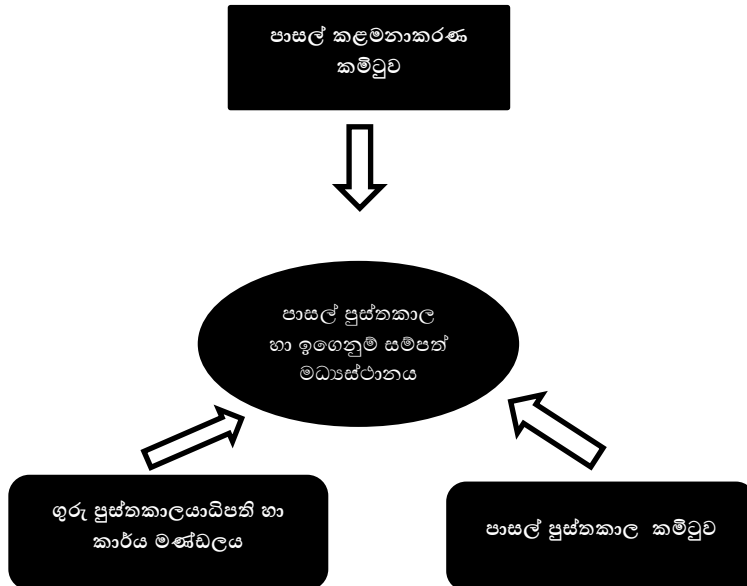 පාසල් කළමනාකරණ
කමිටුව
පාසල් පුස්තකාල
හා ඉගෙනුම් සම්පත්
මධ්‍යස්ථානය
ගුරු පුස්තකාලයාධිපති හා
කාර්ය මණ්ඩලය
පාසල් පුස්තකාල කමිටුව